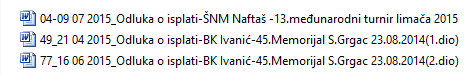 04-09 07 2015_Odluka o isplati-ŠNM Naftaš -13.međunarodni turnir limača 2015
49_21 04 2015_Odluka o isplati-BK Ivanić-45.Memorijal S.Grgac 23.08.2014(1.dio)
77_16 06 2015_Odluka o isplati-BK Ivanić-45.Memorijal S.Grgac 23.08.2014(2.dio)